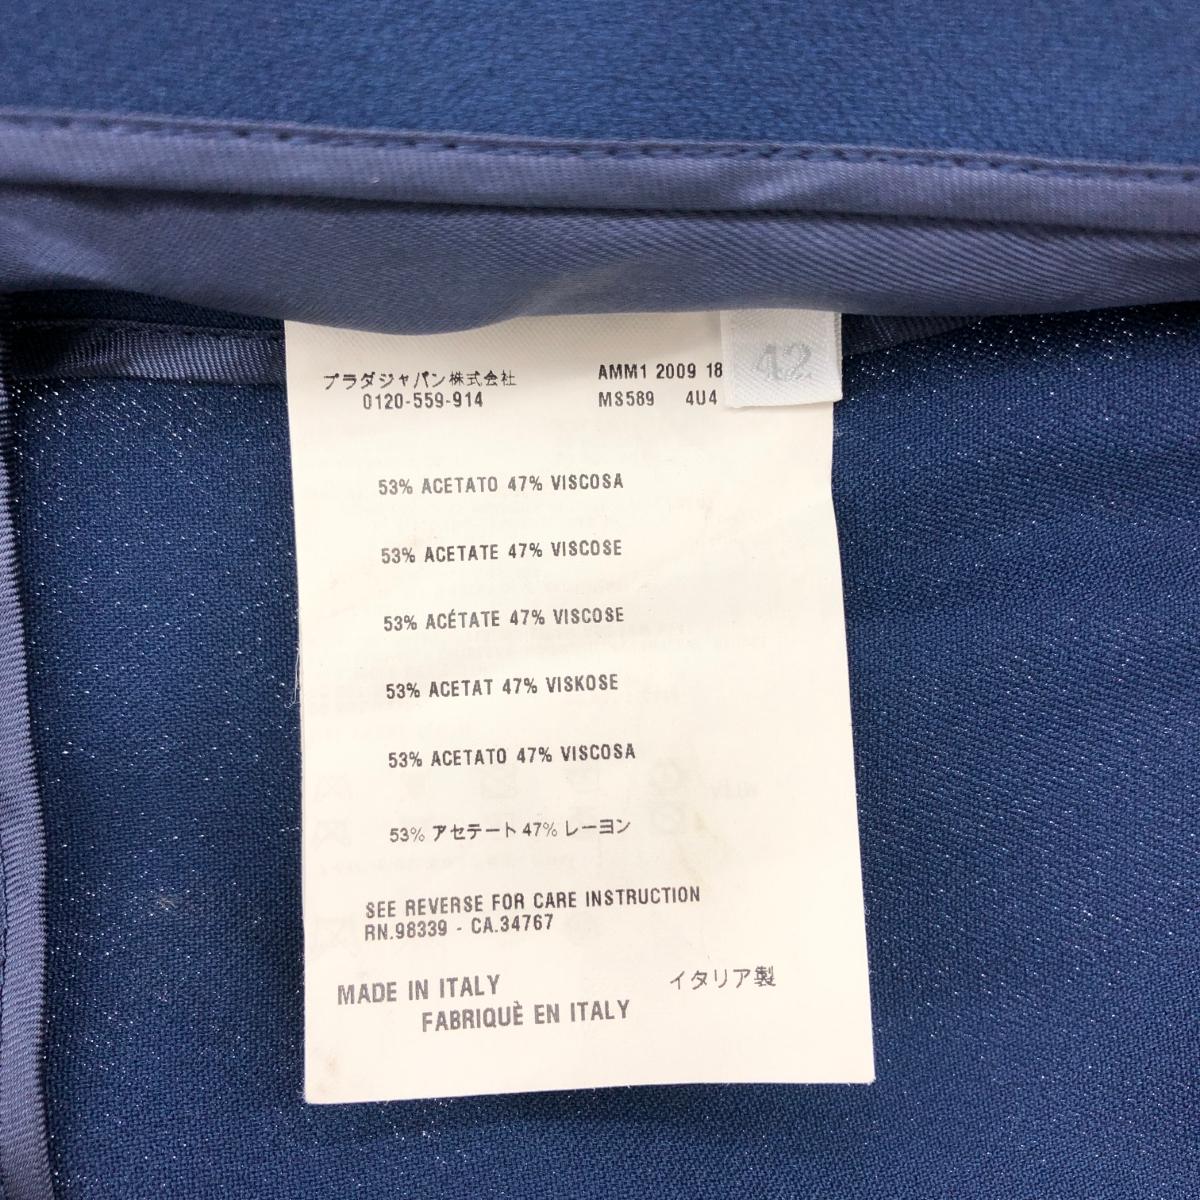 プラダジャパン株式会社
0120-559-914
AMM1 2009 18
MS589 4U4
42
53% ACETATO 47% VISCOSA
53% ACETATE 47% VISCOSE
53% ACÉTATE 47% VISCOSE
53% ACETAT 47% VISKOSE
53% ACETATO 47% VISCOSA
53% アセテート 47% レーヨン
SEE REVERSE FOR CARE INSTRUCTION
RN.98339 - CA.34767
MADE IN ITALY
イタリア製
FABRIQUÈ EN ITALY